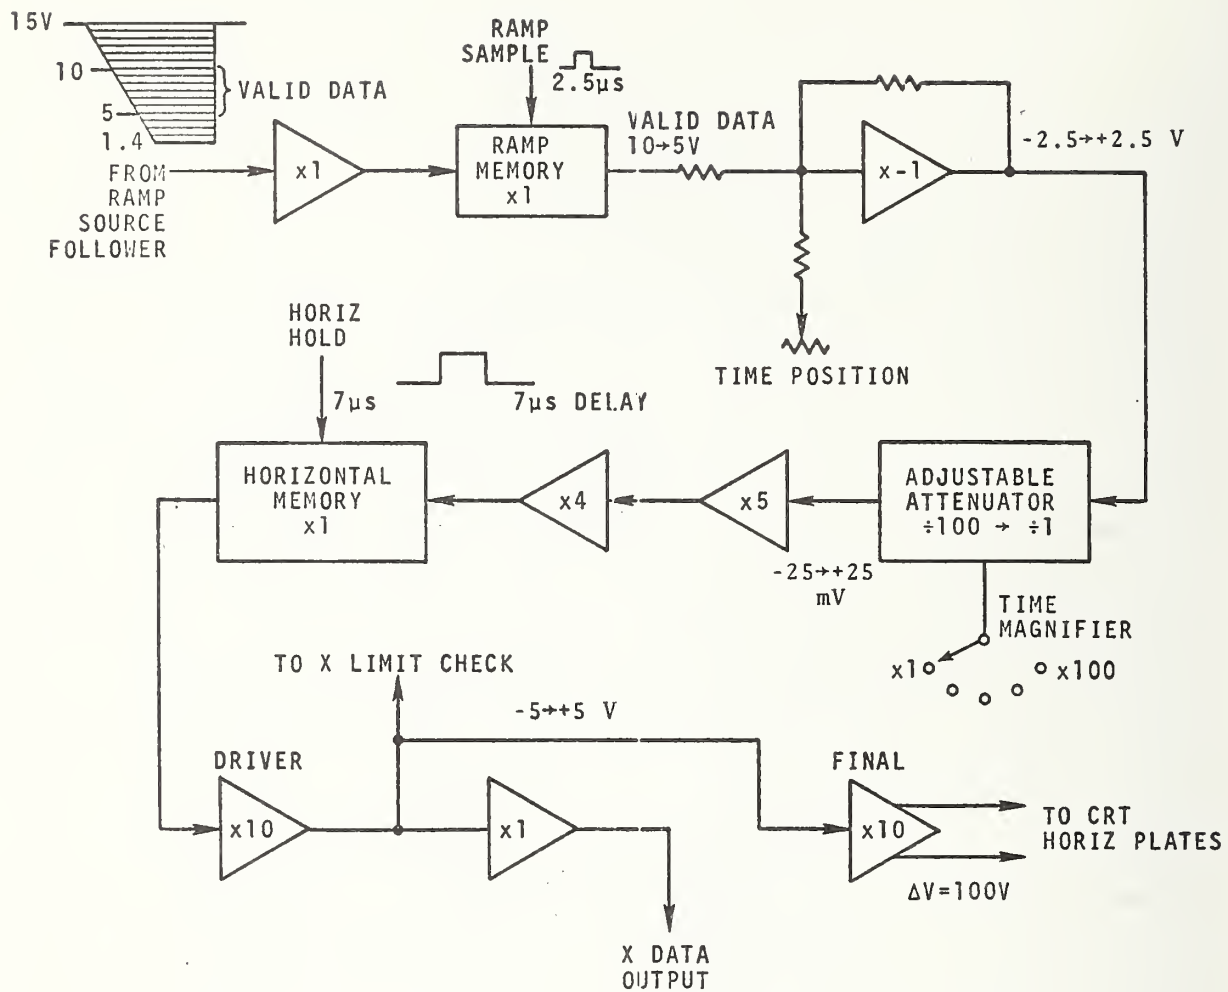 15V
10
5
1.4
VALID DATA
FROM
RAMP
SOURCE
FOLLOWER
x1
RAMP
SAMPLE
2.5µs
RAMP
MEMORY
x1
VALID DATA
10→5V
x-1
-2.5→+2.5 V
TIME POSITION
HORIZ
HOLD
7µs
7µs DELAY
HORIZONTAL
MEMORY
x1
x4
x5
-25→+25
mV
ADJUSTABLE
ATTENUATOR
÷100 → ÷1
TIME
MAGNIFIER
x1
x100
TO X LIMIT CHECK
-5→+5 V
DRIVER
x10
x1
FINAL
x10
TO CRT
HORIZ PLATES
ΔV=100V
X DATA
OUTPUT